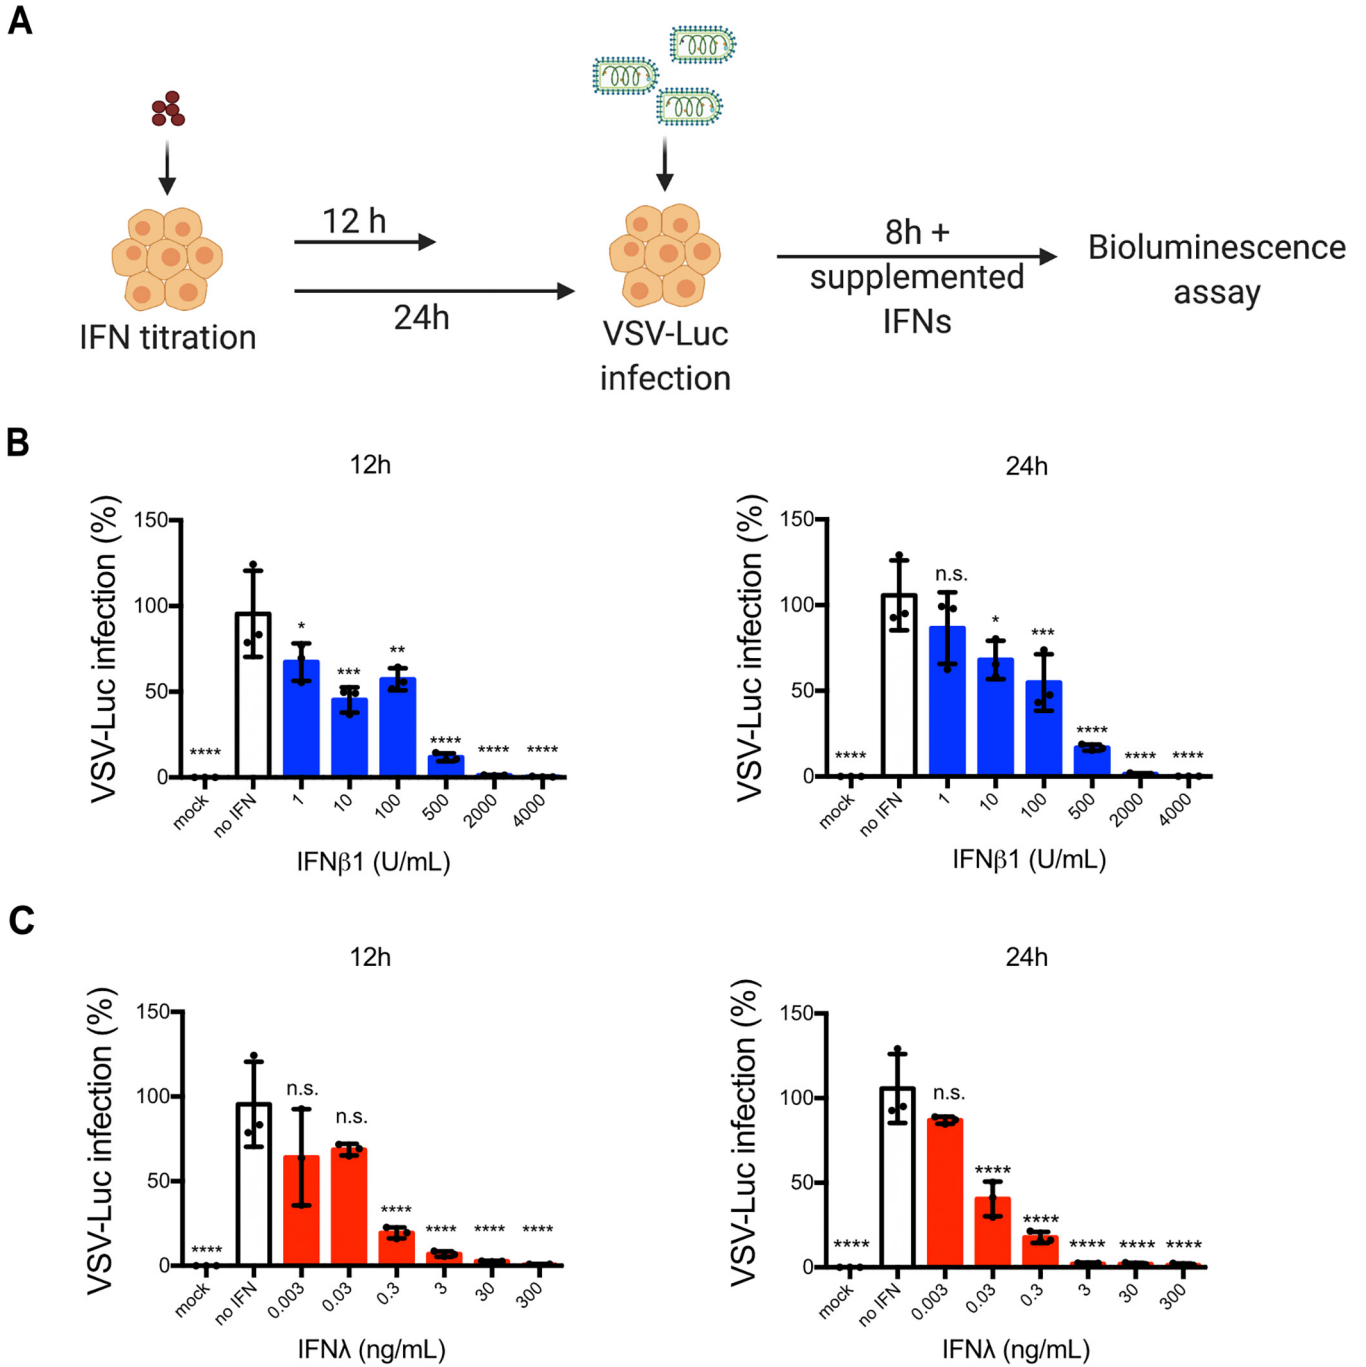 A
12 h
24h
IFN titration
VSV-Luc
infection
8h +
supplemented
IFNs
Bioluminescence
assay
B
12h
VSV-Luc infection (%)
150
100
50
0
****
*
***
**
****
****
****
mock
no IFN
1
10
100
500
2000
4000
IFNβ1 (U/mL)
24h
VSV-Luc infection (%)
150
100
50
0
****
n.s.
*
***
****
****
****
mock
no IFN
1
10
100
500
2000
4000
IFNβ1 (U/mL)
C
12h
VSV-Luc infection (%)
150
100
50
0
****
n.s.
n.s.
****
****
****
****
mock
no IFN
0.003
0.03
0.3
3
30
300
IFNλ (ng/mL)
24h
VSV-Luc infection (%)
150
100
50
0
****
n.s.
****
****
****
****
****
mock
no IFN
0.003
0.03
0.3
3
30
300
IFNλ (ng/mL)